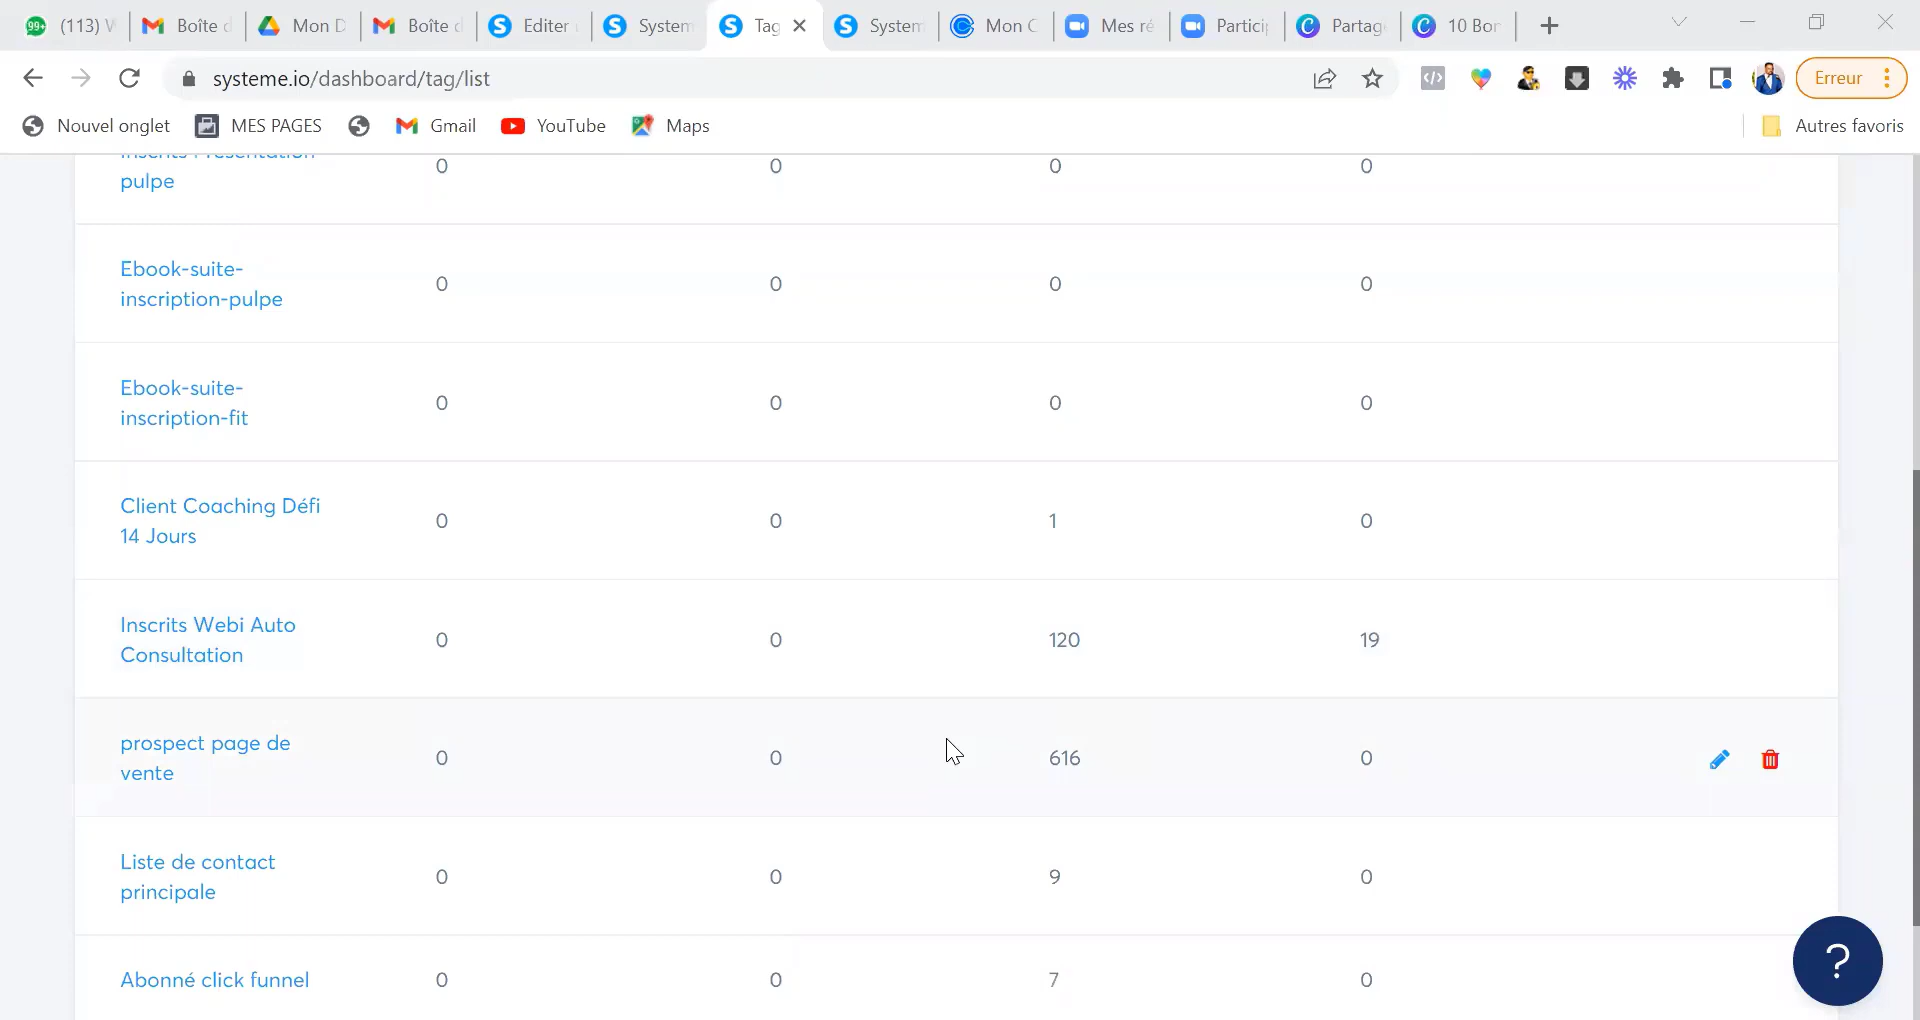 99+ (113) V Boîte d Mon D Boîte d Editer Systen Tag Systen Mon C Mes ré Partici Partag 10 Bor
systeme.io/dashboard/tag/list Erreur
Nouvel onglet MES PAGES Gmail YouTube Maps Autres favoris
pulpe 0 0 0 0
Ebook-suite-
inscription-pulpe 0 0 0 0
Ebook-suite-
inscription-fit 0 0 0 0
Client Coaching Défi
14 Jours 0 0 1 0
Inscrits Webi Auto
Consultation 0 0 120 19
prospect page de
vente 0 0 616 0
Liste de contact
principale 0 0 9 0
Abonné click funnel 0 0 7 0
?